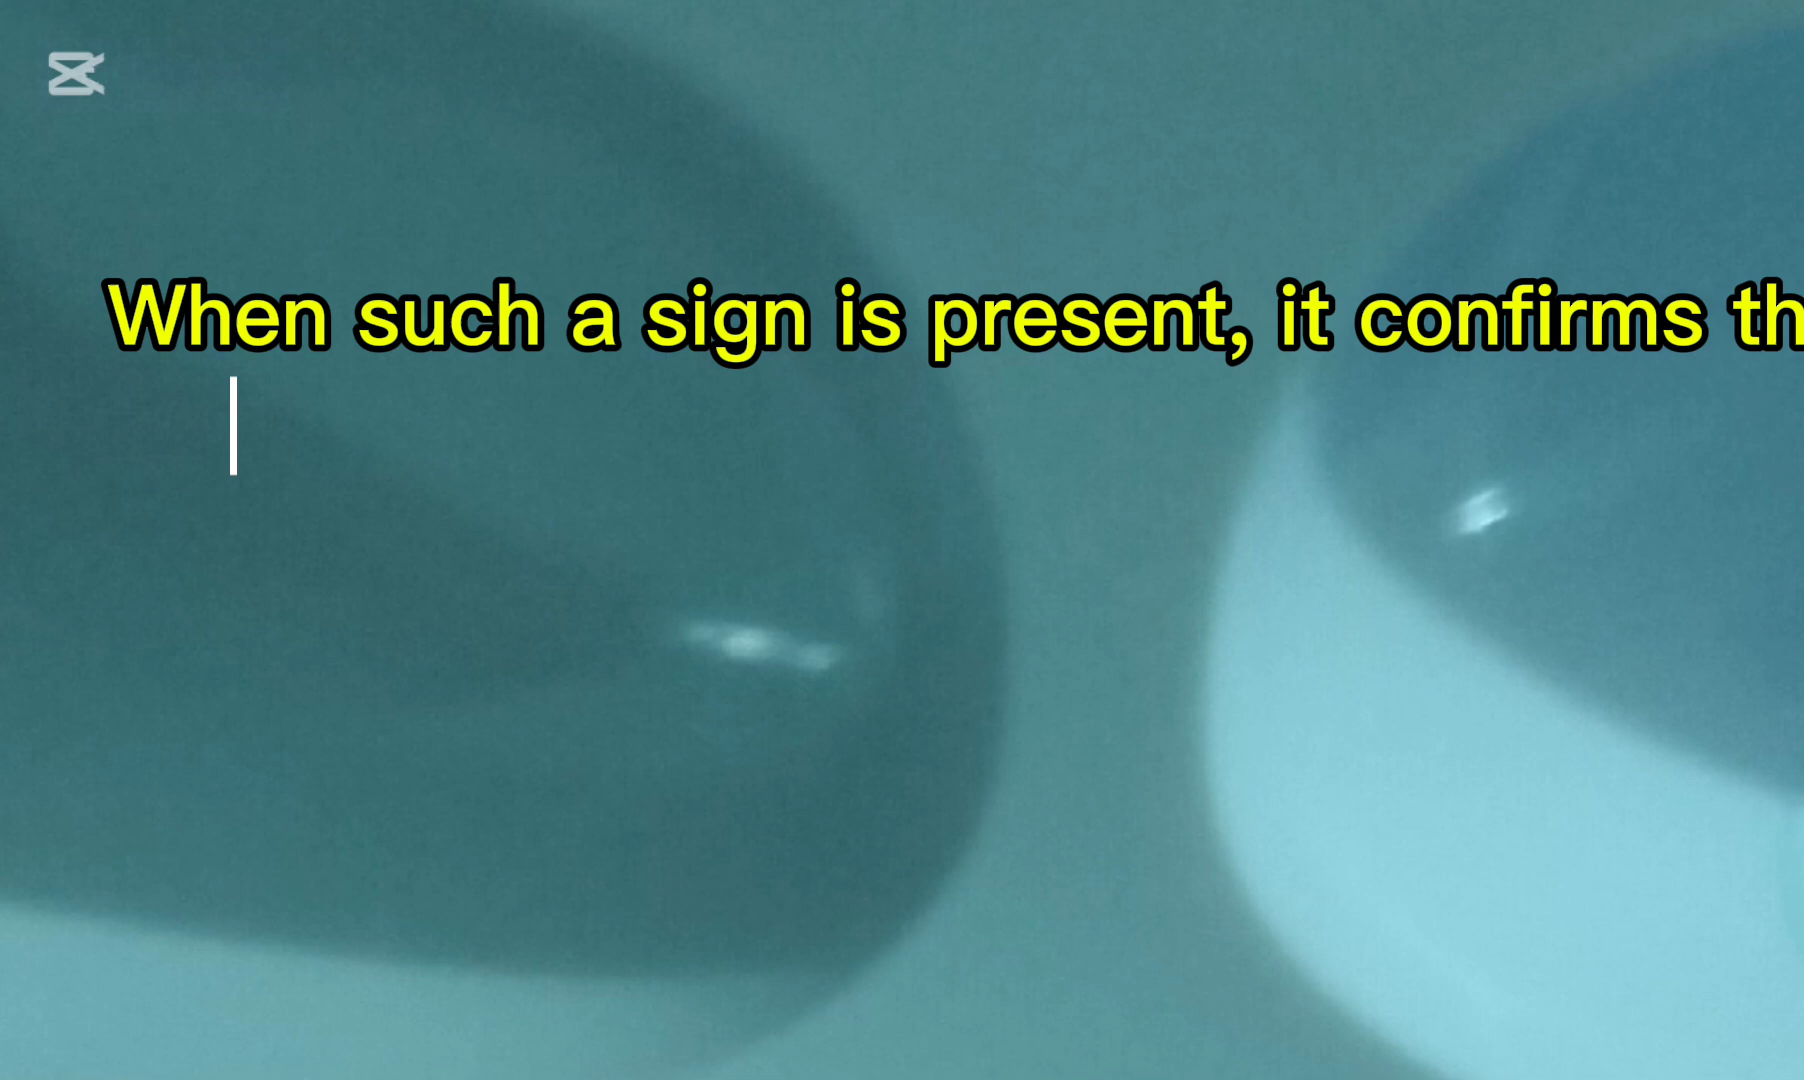 When such a sign is present, it confirms th